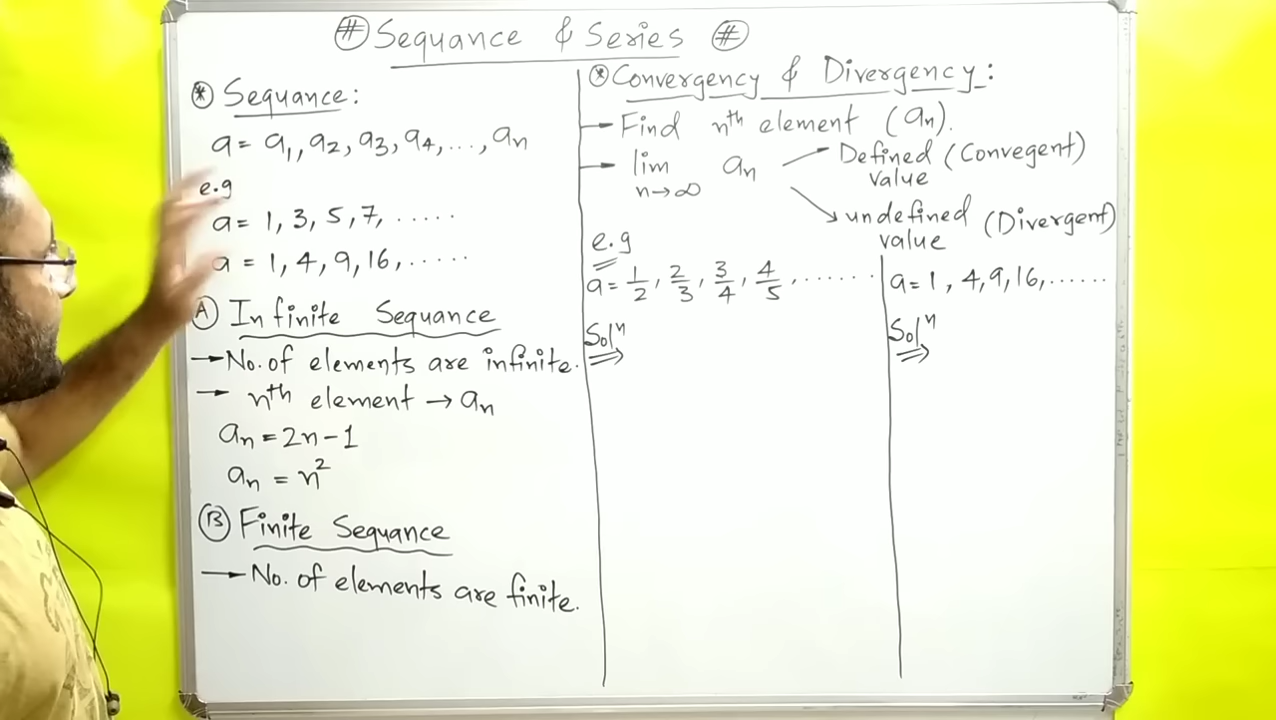 # Sequance & Series #
* Sequance:
a = a₁, a₂, a₃, a₄, ..., aₙ
e.g
a = 1, 3, 5, 7, .....
a = 1, 4, 9, 16, .....
A Infinite Sequance
→ No. of elements are infinite.
→ nᵗʰ element → aₙ
aₙ = 2n - 1
aₙ = n²
B Finite Sequance
→ No. of elements are finite.
* Convergency & Divergency:
→ Find nᵗʰ element (aₙ).
→ lim n→∞ aₙ → Defined value (Convegent)
→ undefined value (Divergent)
e.g
a = 1/2, 2/3, 3/4, 4/5, ......
Solⁿ
a = 1, 4, 9, 16, ......
Solⁿ